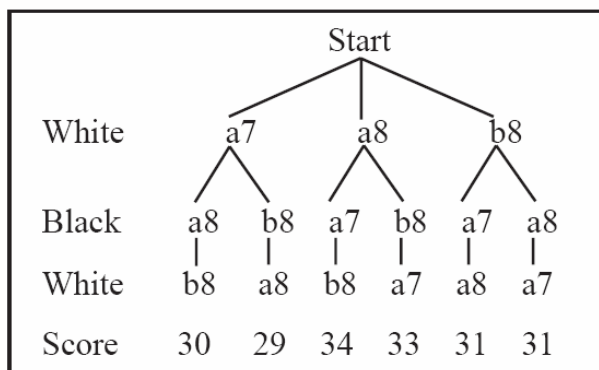 Start
White a7 a8 b8
Black a8 b8 a7 b8 a7 a8
White b8 a8 b8 a7 a8 a7
Score 30 29 34 33 31 31